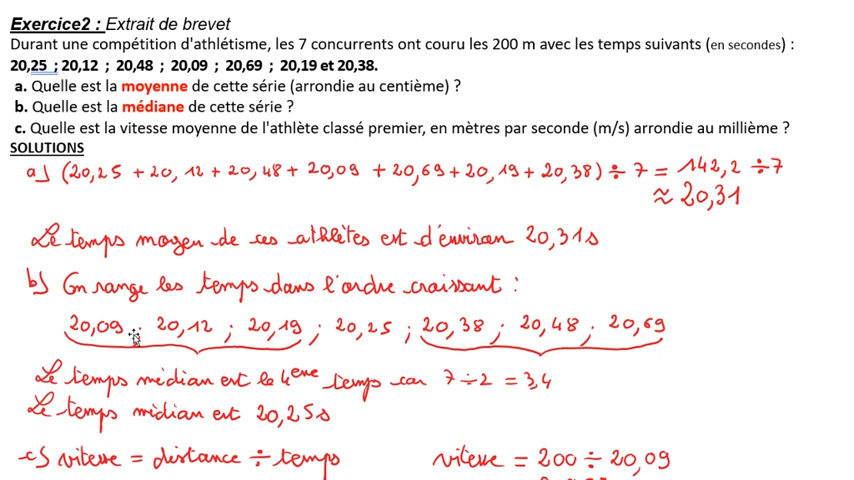 Exercice2 : Extrait de brevet
Durant une compétition d'athlétisme, les 7 concurrents ont couru les 200 m avec les temps suivants (en secondes) :
20,25 ; 20,12 ; 20,48 ; 20,09 ; 20,69 ; 20,19 et 20,38.
a. Quelle est la moyenne de cette série (arrondie au centième) ?
b. Quelle est la médiane de cette série ?
c. Quelle est la vitesse moyenne de l'athlète classé premier, en mètres par seconde (m/s) arrondie au millième ?
SOLUTIONS
a) (20,25 + 20,12 + 20,48 + 20,09 + 20,69 + 20,19 + 20,38) ÷ 7 = 142,2 ÷ 7
≈ 20,31
Le temps moyen de ces athlètes est d'environ 20,31s
b) On range les temps dans l'ordre croissant :
20,09 ; 20,12 ; 20,19 ; 20,25 ; 20,38 ; 20,48 ; 20,69
Le temps médian est le 4ème temps car 7 ÷ 2 = 3,4
Le temps médian est 20,25s
c) vitesse = distance ÷ temps vitesse = 200 ÷ 20,09